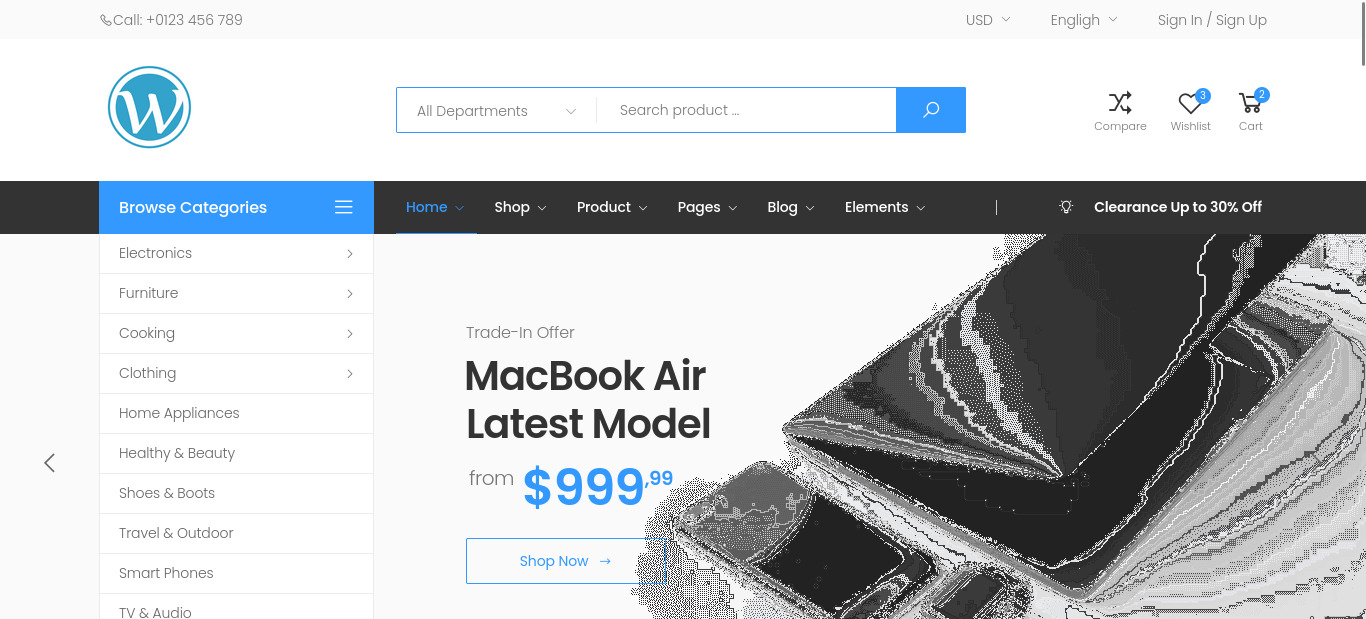 Call: +0123 456 789
USD
Engligh
Sign In / Sign Up
W
All Departments
Search product ...
3
2
Compare
Wishlist
Cart
Browse Categories
Home
Shop
Product
Pages
Blog
Elements
Clearance Up to 30% Off
Electronics
Furniture
Cooking
Clothing
Home Appliances
Healthy & Beauty
Shoes & Boots
Travel & Outdoor
Smart Phones
TV & Audio
Trade-In Offer
MacBook Air
Latest Model
from $999,99
Shop Now